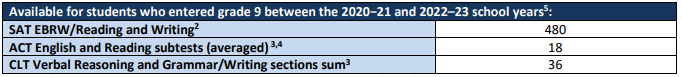 Available for students who entered grade 9 between the 2020–21 and 2022–23 school years⁵:
SAT EBRW/Reading and Writing² 480
ACT English and Reading subtests (averaged) ³,⁴ 18
CLT Verbal Reasoning and Grammar/Writing sections sum³ 36